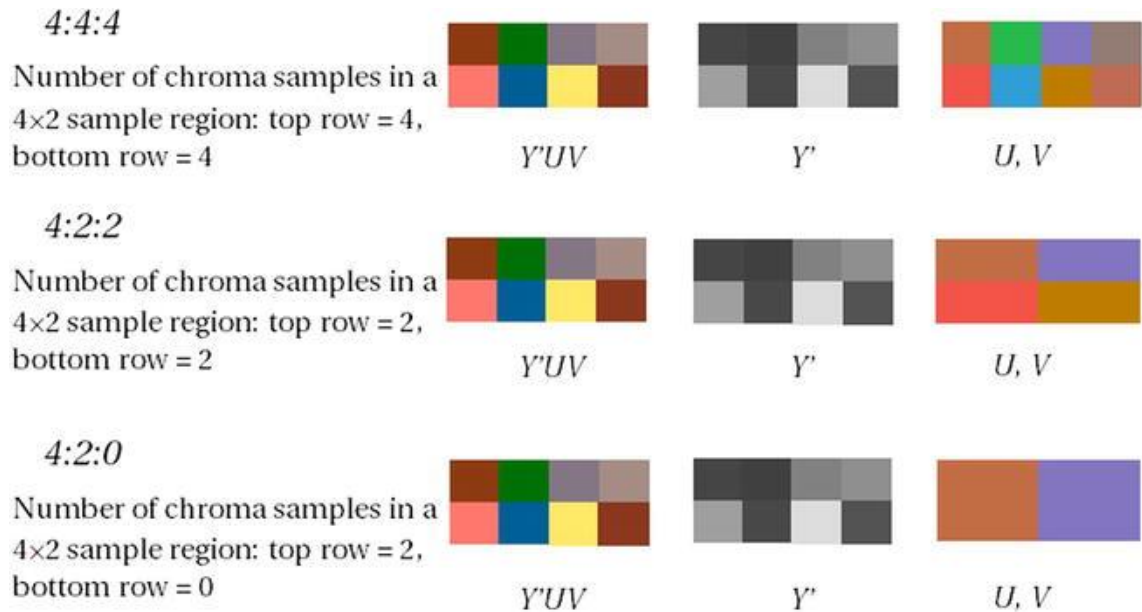 4:4:4
Number of chroma samples in a
4×2 sample region: top row = 4,
bottom row = 4
Y'UV
Y'
U, V
4:2:2
Number of chroma samples in a
4×2 sample region: top row = 2,
bottom row = 2
Y'UV
Y'
U, V
4:2:0
Number of chroma samples in a
4×2 sample region: top row = 2,
bottom row = 0
Y'UV
Y'
U, V